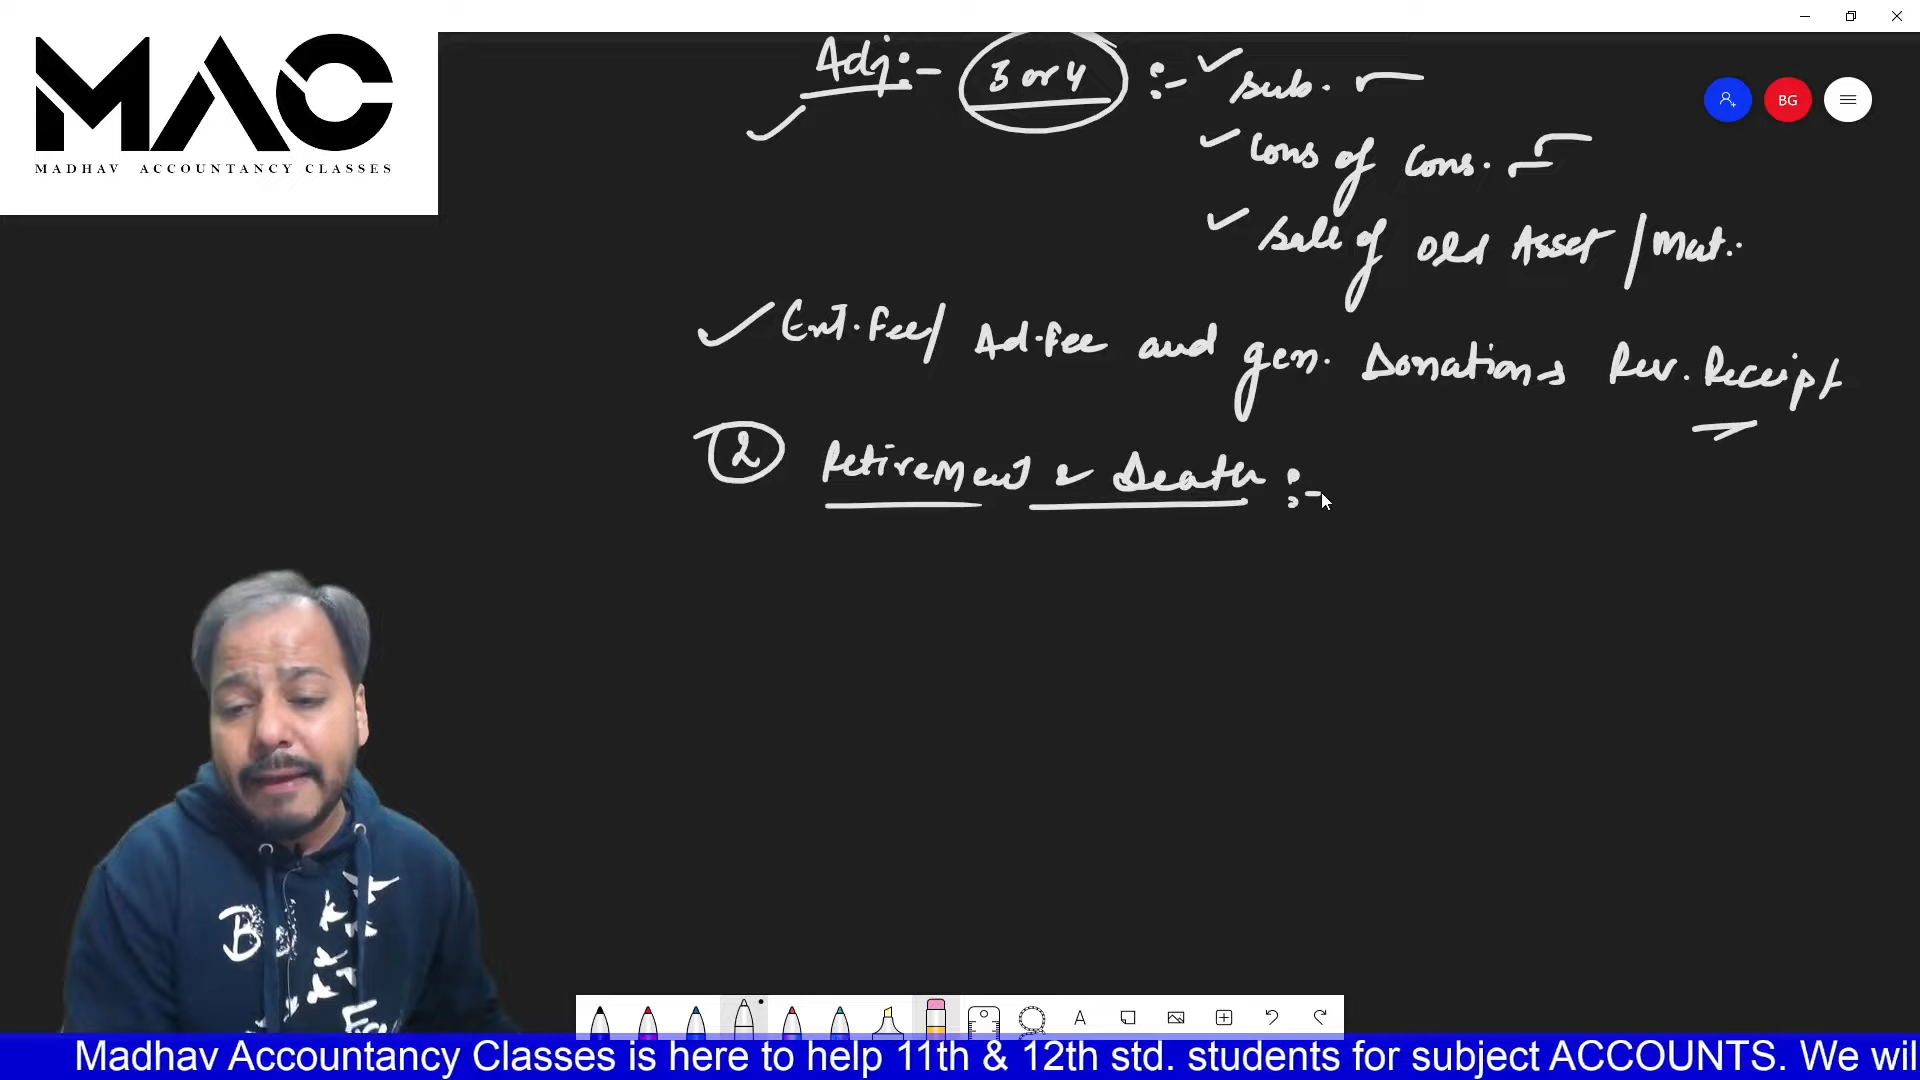 MAC
MADHAV ACCOUNTANCY CLASSES
Adj:- 3 or 4 :- Sub.
Cons of Cons.
Sale of Old Asset / Mat.
BG
Ent. Fee/ Ad. Fee and gen. Donations Rev. Receipt
2 Retirement & Death :-
A
Madhav Accountancy Classes is here to help 11th & 12th std. students for subject ACCOUNTS. We wil